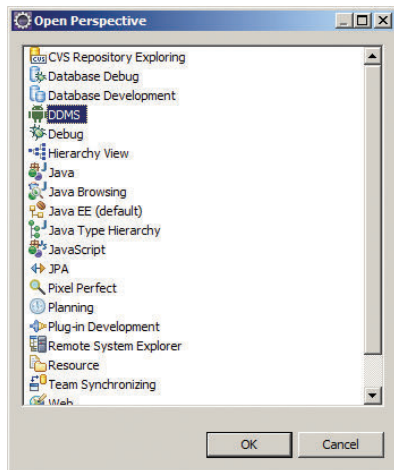 Open Perspective
CVS Repository Exploring
Database Debug
Database Development
DDMS
Debug
Hierarchy View
Java
Java Browsing
Java EE (default)
Java Type Hierarchy
JavaScript
JPA
Pixel Perfect
Planning
Plug-in Development
Remote System Explorer
Resource
Team Synchronizing
Web
OK
Cancel